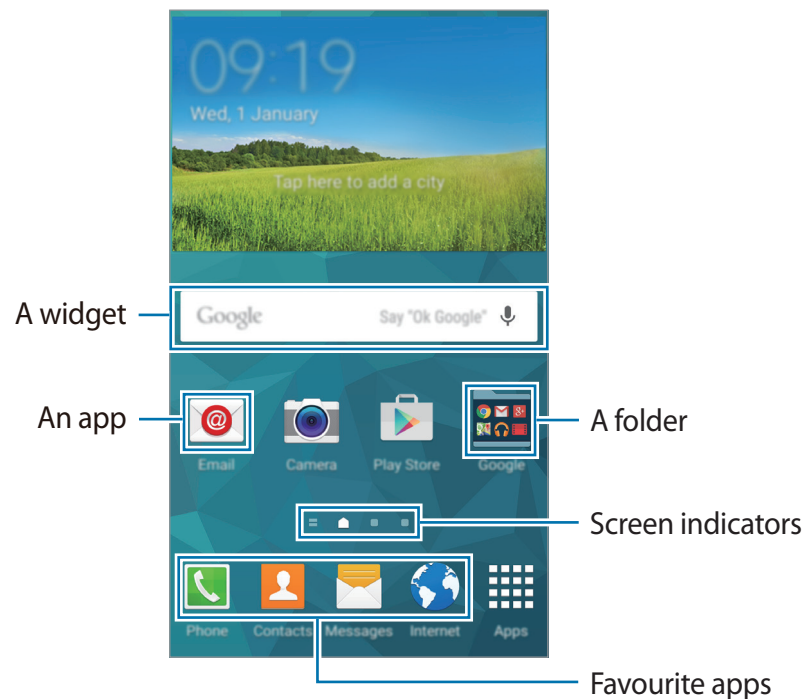 09:19
Wed, 1 January
Tap here to add a city
A widget
Google
Say "Ok Google"
An app
A folder
Email
Camera
Play Store
Google
Screen indicators
Phone
Contacts
Messages
Internet
Apps
Favourite apps